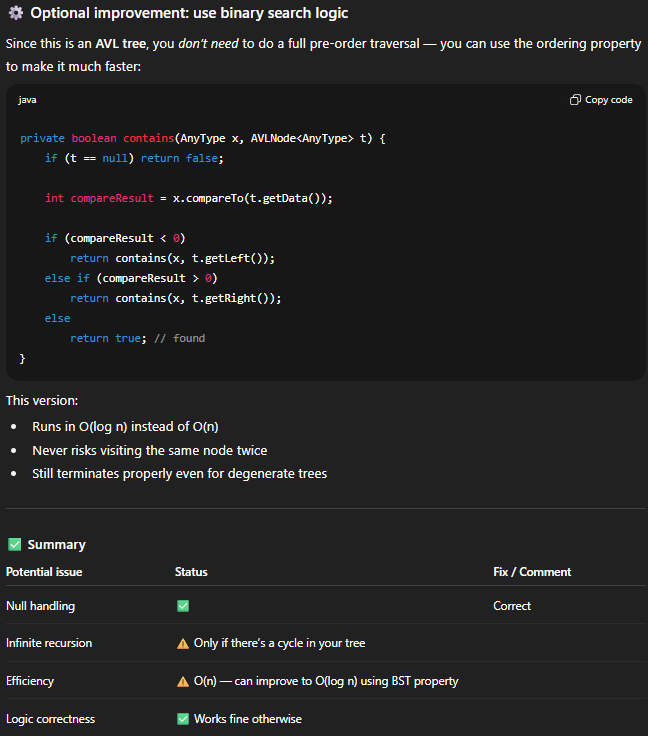 ⚙️ Optional improvement: use binary search logic
Since this is an AVL tree, you don't need to do a full pre-order traversal — you can use the ordering property
to make it much faster:
java
Copy code
private boolean contains(AnyType x, AVLNode<AnyType> t) {
    if (t == null) return false;
    int compareResult = x.compareTo(t.getData());
    if (compareResult < 0)
        return contains(x, t.getLeft());
    else if (compareResult > 0)
        return contains(x, t.getRight());
    else
        return true; // found
}
This version:
• Runs in O(log n) instead of O(n)
• Never risks visiting the same node twice
• Still terminates properly even for degenerate trees
✅ Summary
Potential issue Status Fix / Comment
Null handling ✅ Correct
Infinite recursion ⚠️ Only if there's a cycle in your tree
Efficiency ⚠️ O(n) — can improve to O(log n) using BST property
Logic correctness ✅ Works fine otherwise